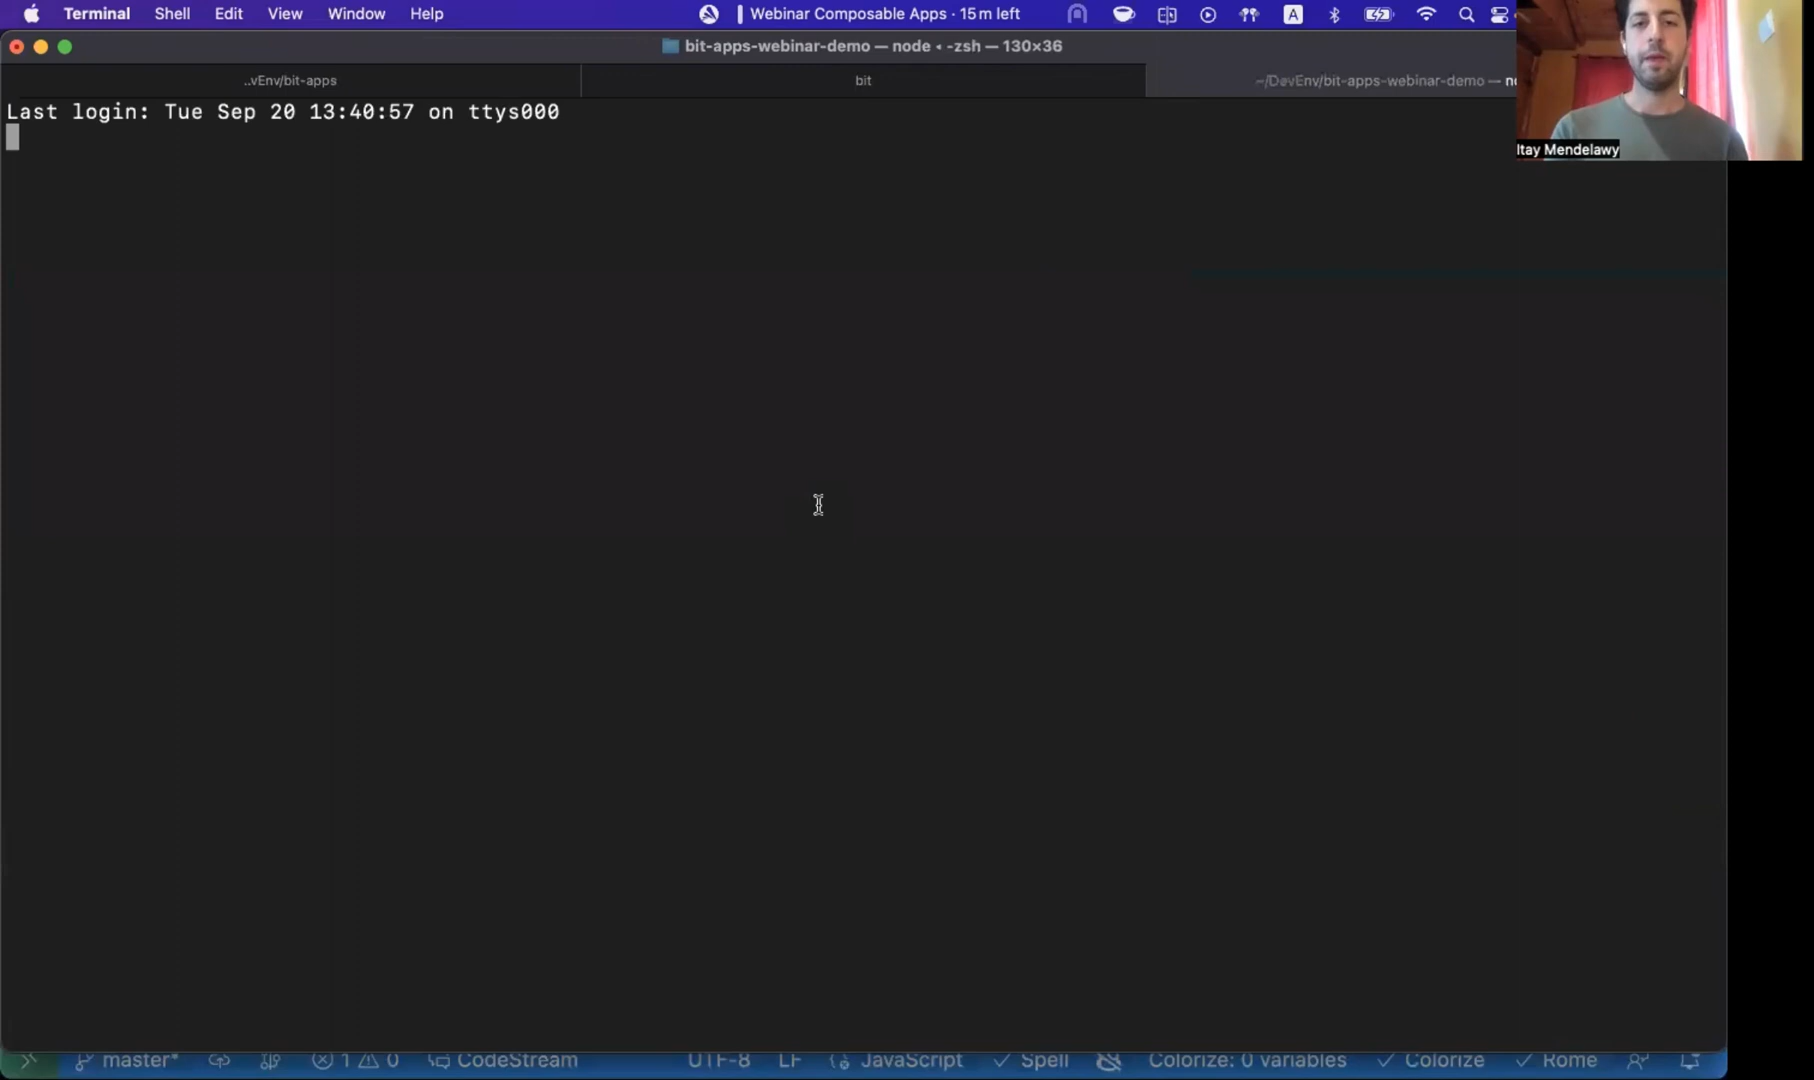 Terminal Shell Edit View Window Help Webinar Composable Apps · 15 m left A
bit-apps-webinar-demo — node ‹ -zsh — 130×36
..vEnv/bit-apps bit ~/DevEnv/bit-apps-webinar-demo —
Last login: Tue Sep 20 13:40:57 on ttys000
Itay Mendelawy
master* 1 0 CodeStream UTF-8 LF JavaScript Spell Colorize: 0 variables Colorize Rome